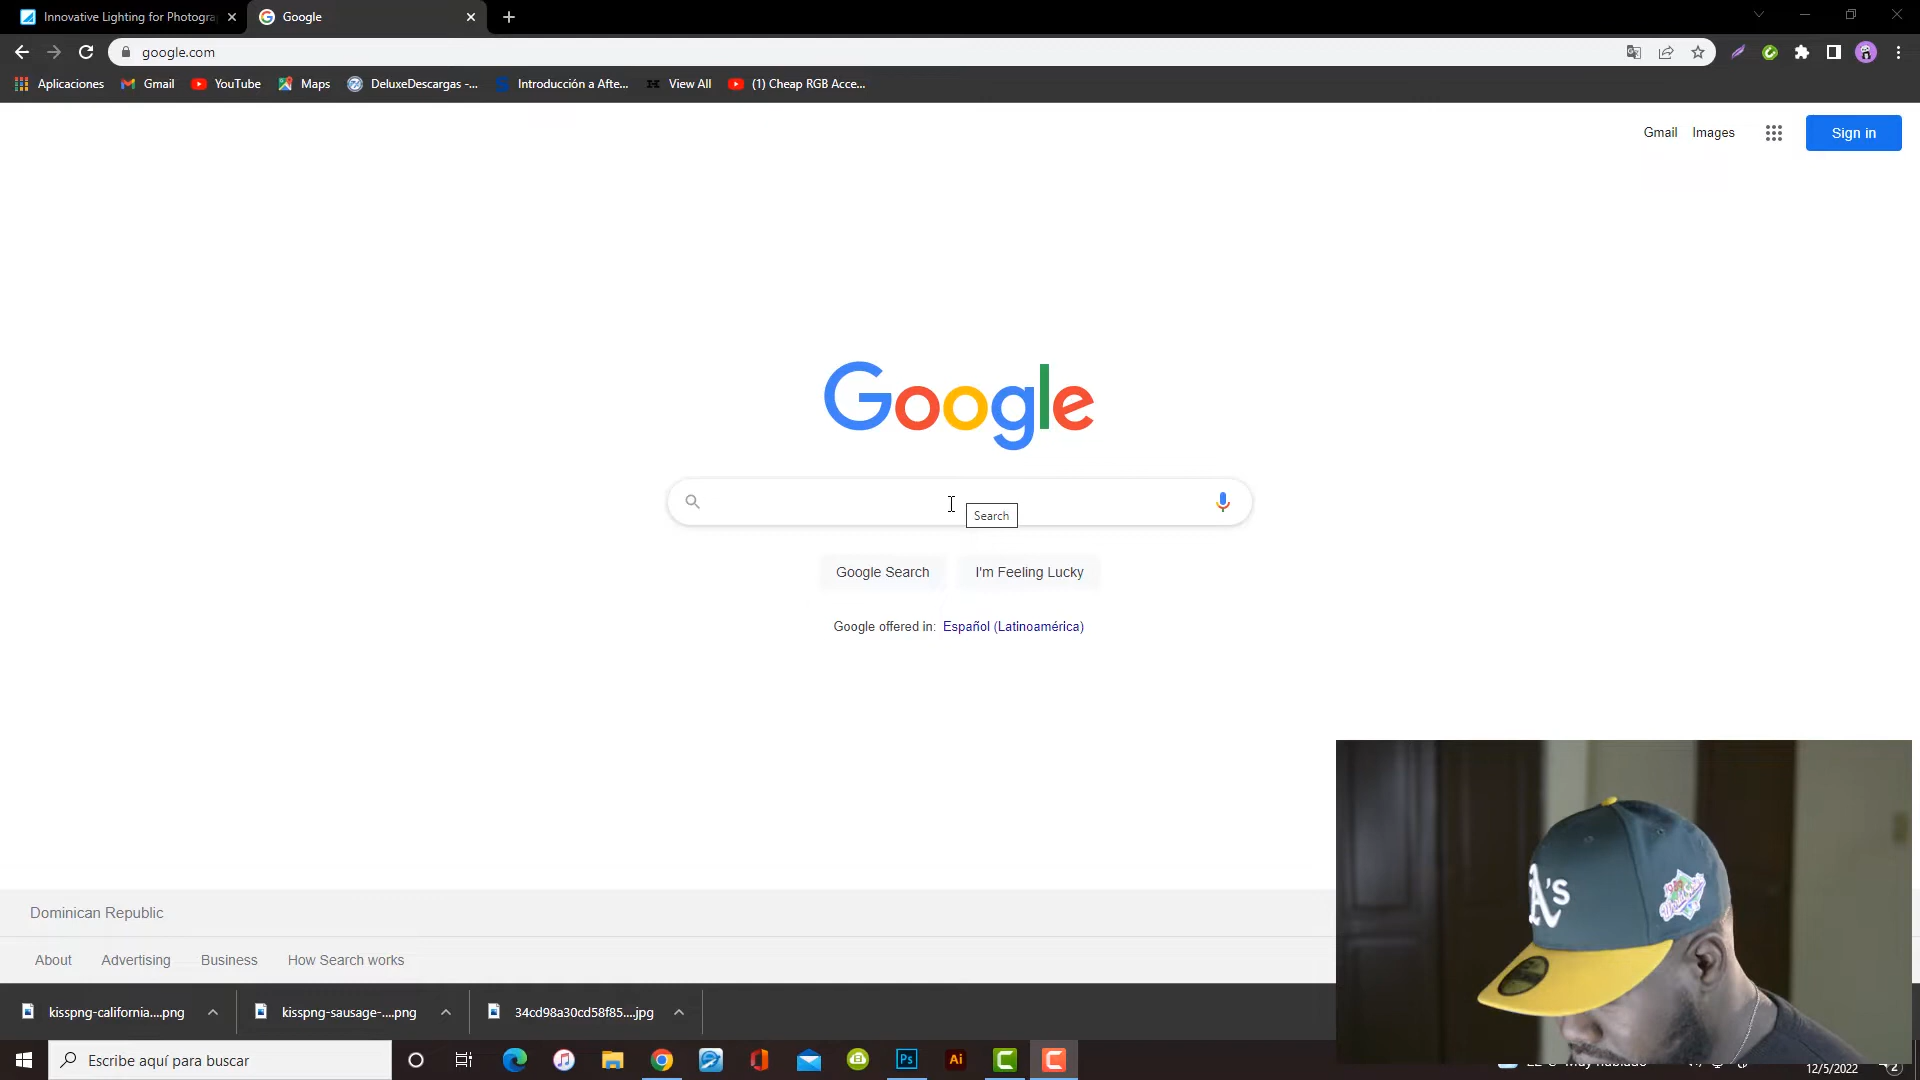 Innovative Lighting for Photogra
Google
google.com
Aplicaciones
Gmail
YouTube
Maps
DeluxeDescargas -...
Introducción a Afte...
View All
(1) Cheap RGB Acce...
Gmail
Images
Sign in
Google
Search
Google Search
I'm Feeling Lucky
Google offered in: Español (Latinoamérica)
A's
Dominican Republic
About
Advertising
Business
How Search works
kisspng-california....png
kisspng-sausage-....png
34cd98a30cd58f85....jpg
Escribe aquí para buscar
Ps
Ai
12/5/2022
2